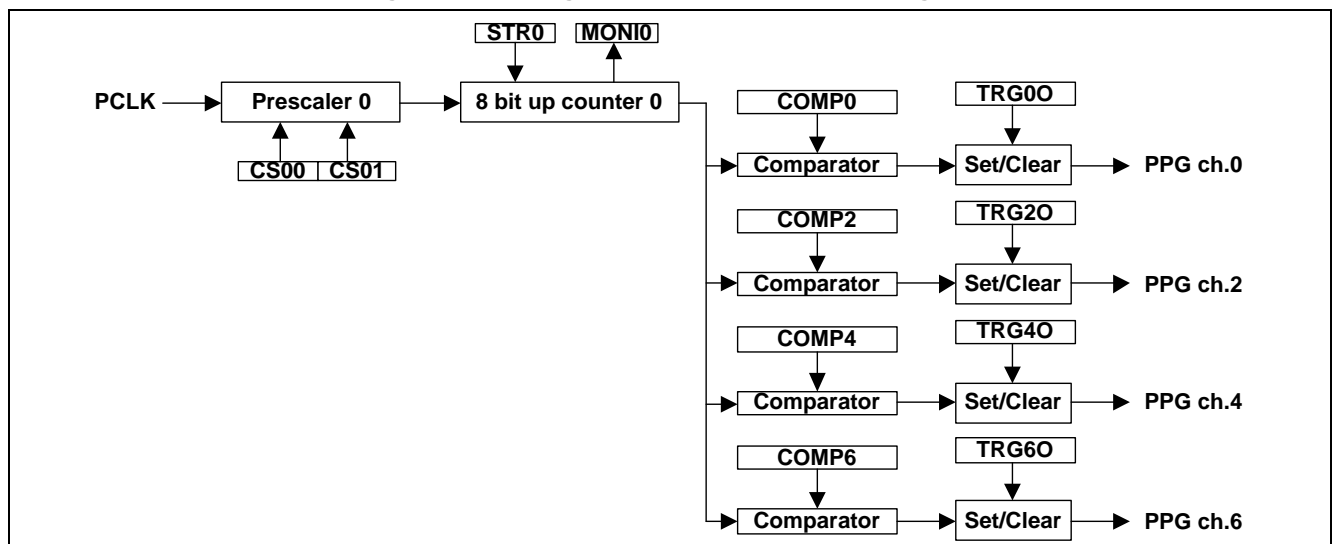 STR0 MONI0
PCLK Prescaler 0 8 bit up counter 0
CS00 CS01
COMP0 TRG0O
Comparator Set/Clear PPG ch.0
COMP2 TRG2O
Comparator Set/Clear PPG ch.2
COMP4 TRG4O
Comparator Set/Clear PPG ch.4
COMP6 TRG6O
Comparator Set/Clear PPG ch.6